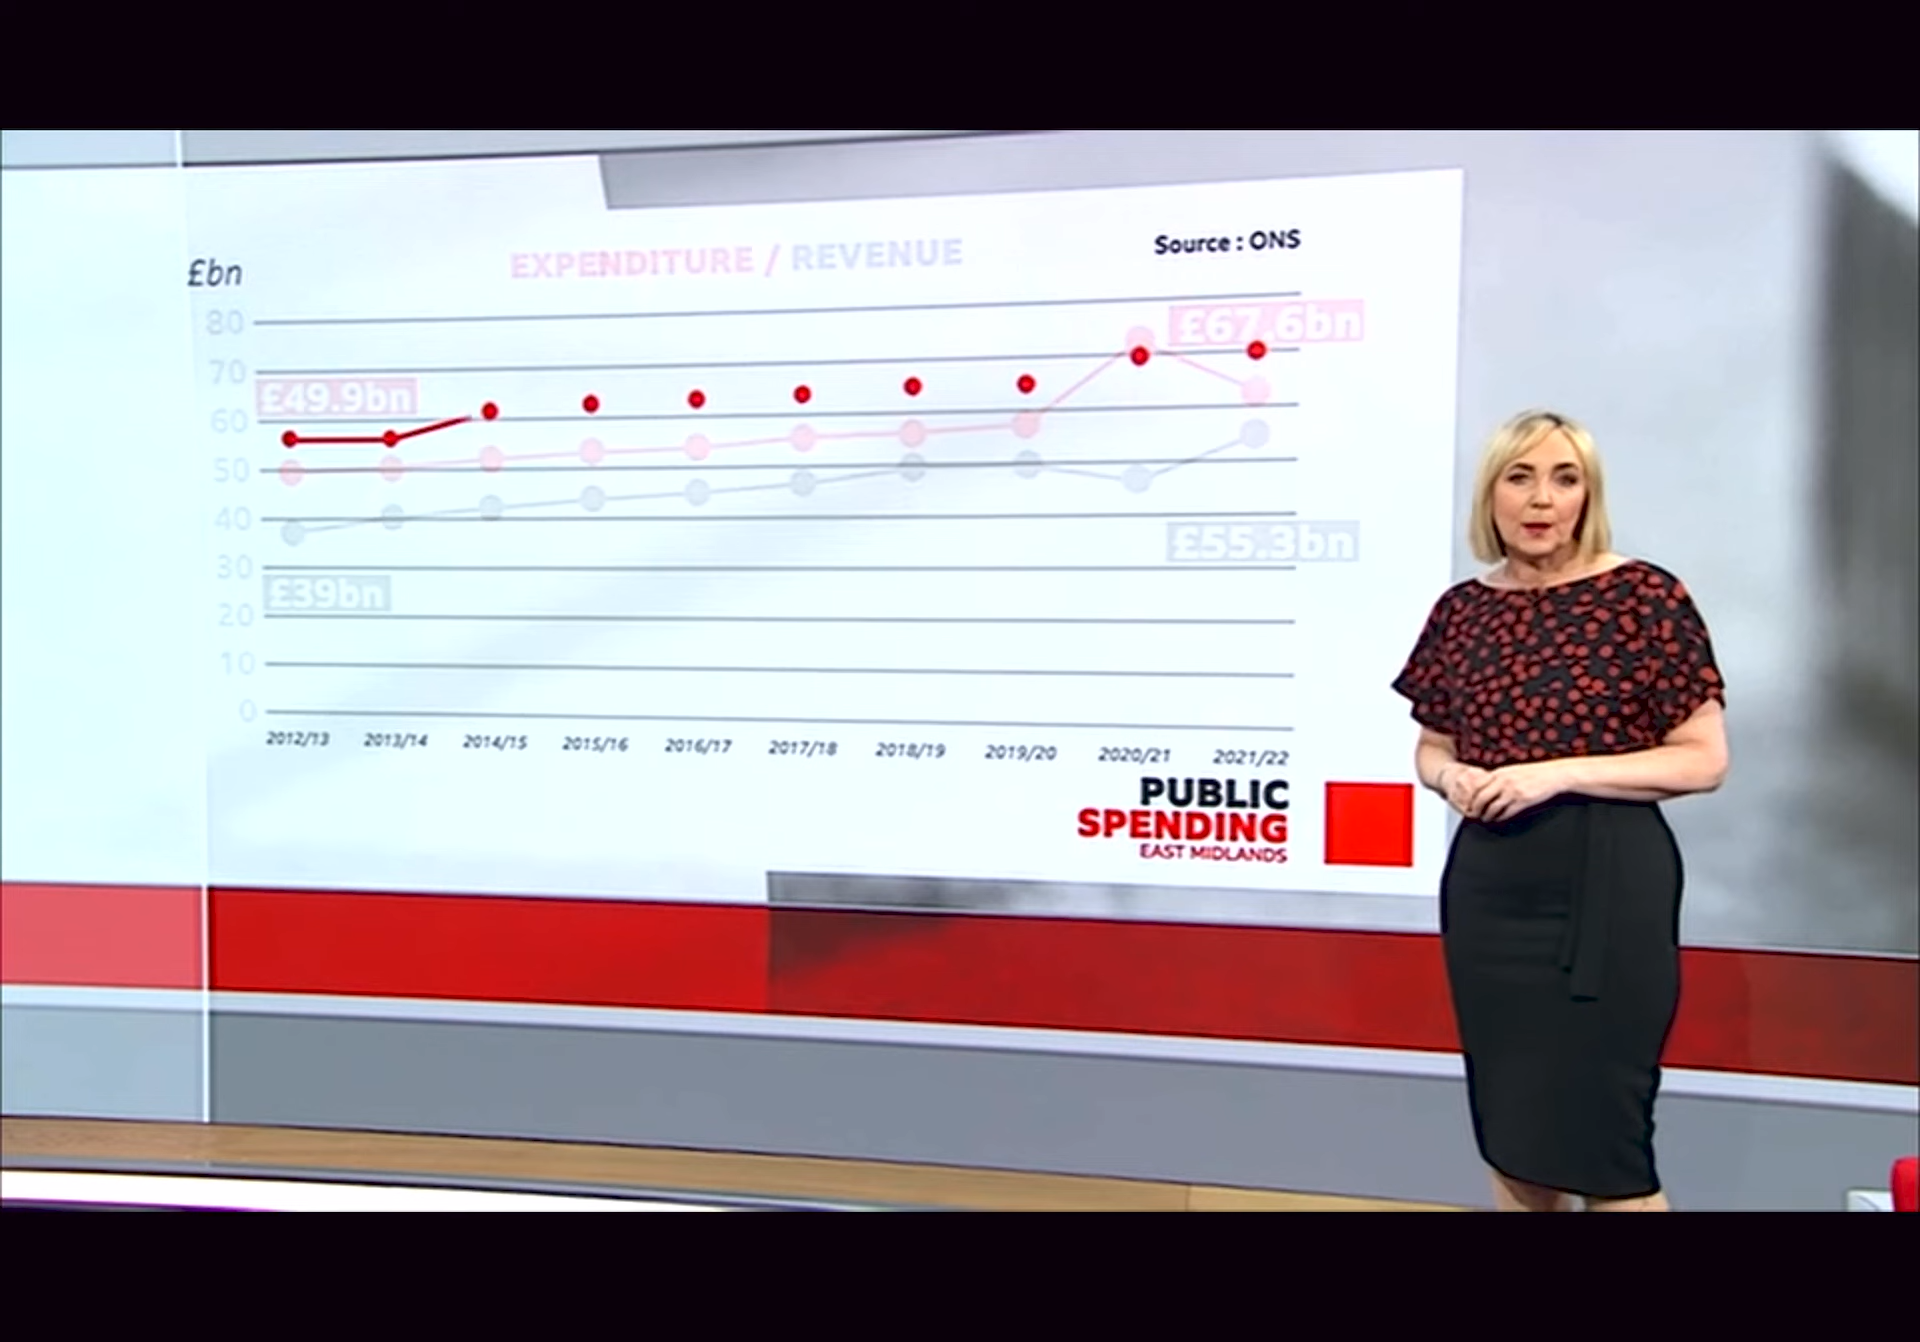 Source : ONS
EXPENDITURE / REVENUE
£bn
80
£67.6bn
70
£49.9bn
60
50
40
£55.3bn
30
£39bn
20
10
0
2012/13 2013/14 2014/15 2015/16 2016/17 2017/18 2018/19 2019/20 2020/21 2021/22
PUBLIC
SPENDING
EAST MIDLANDS